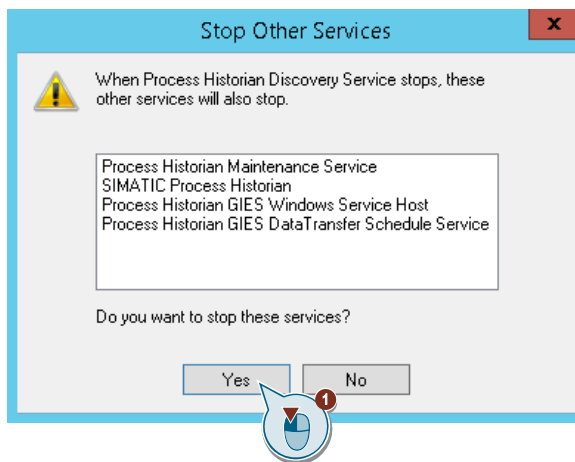 Stop Other Services
x
When Process Historian Discovery Service stops, these
other services will also stop.
Process Historian Maintenance Service
SIMATIC Process Historian
Process Historian GIES Windows Service Host
Process Historian GIES DataTransfer Schedule Service
Do you want to stop these services?
Yes
No
1